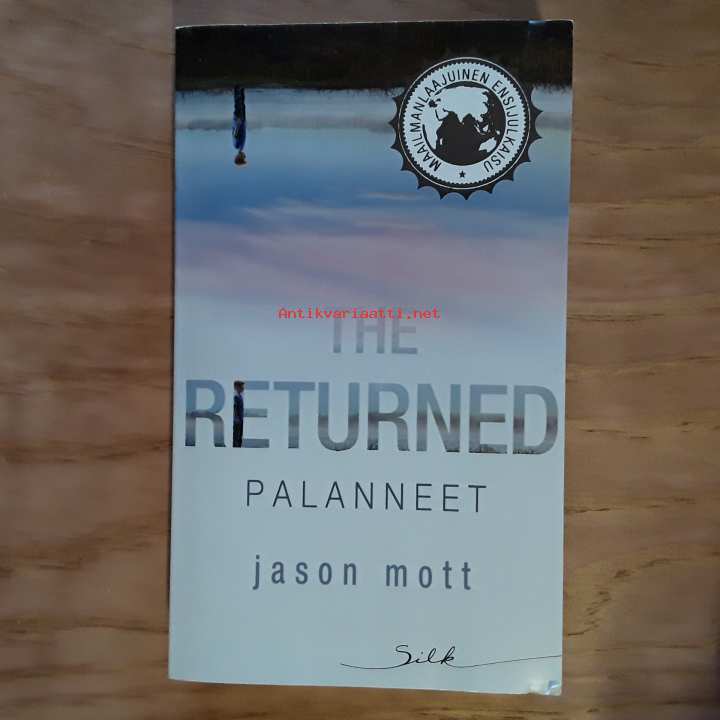 MAAILMANLAAJUINEN ENSIJULKAISU
Antikvariaatti.net
THE
RETURNED
PALANNEET
jason mott
Silk